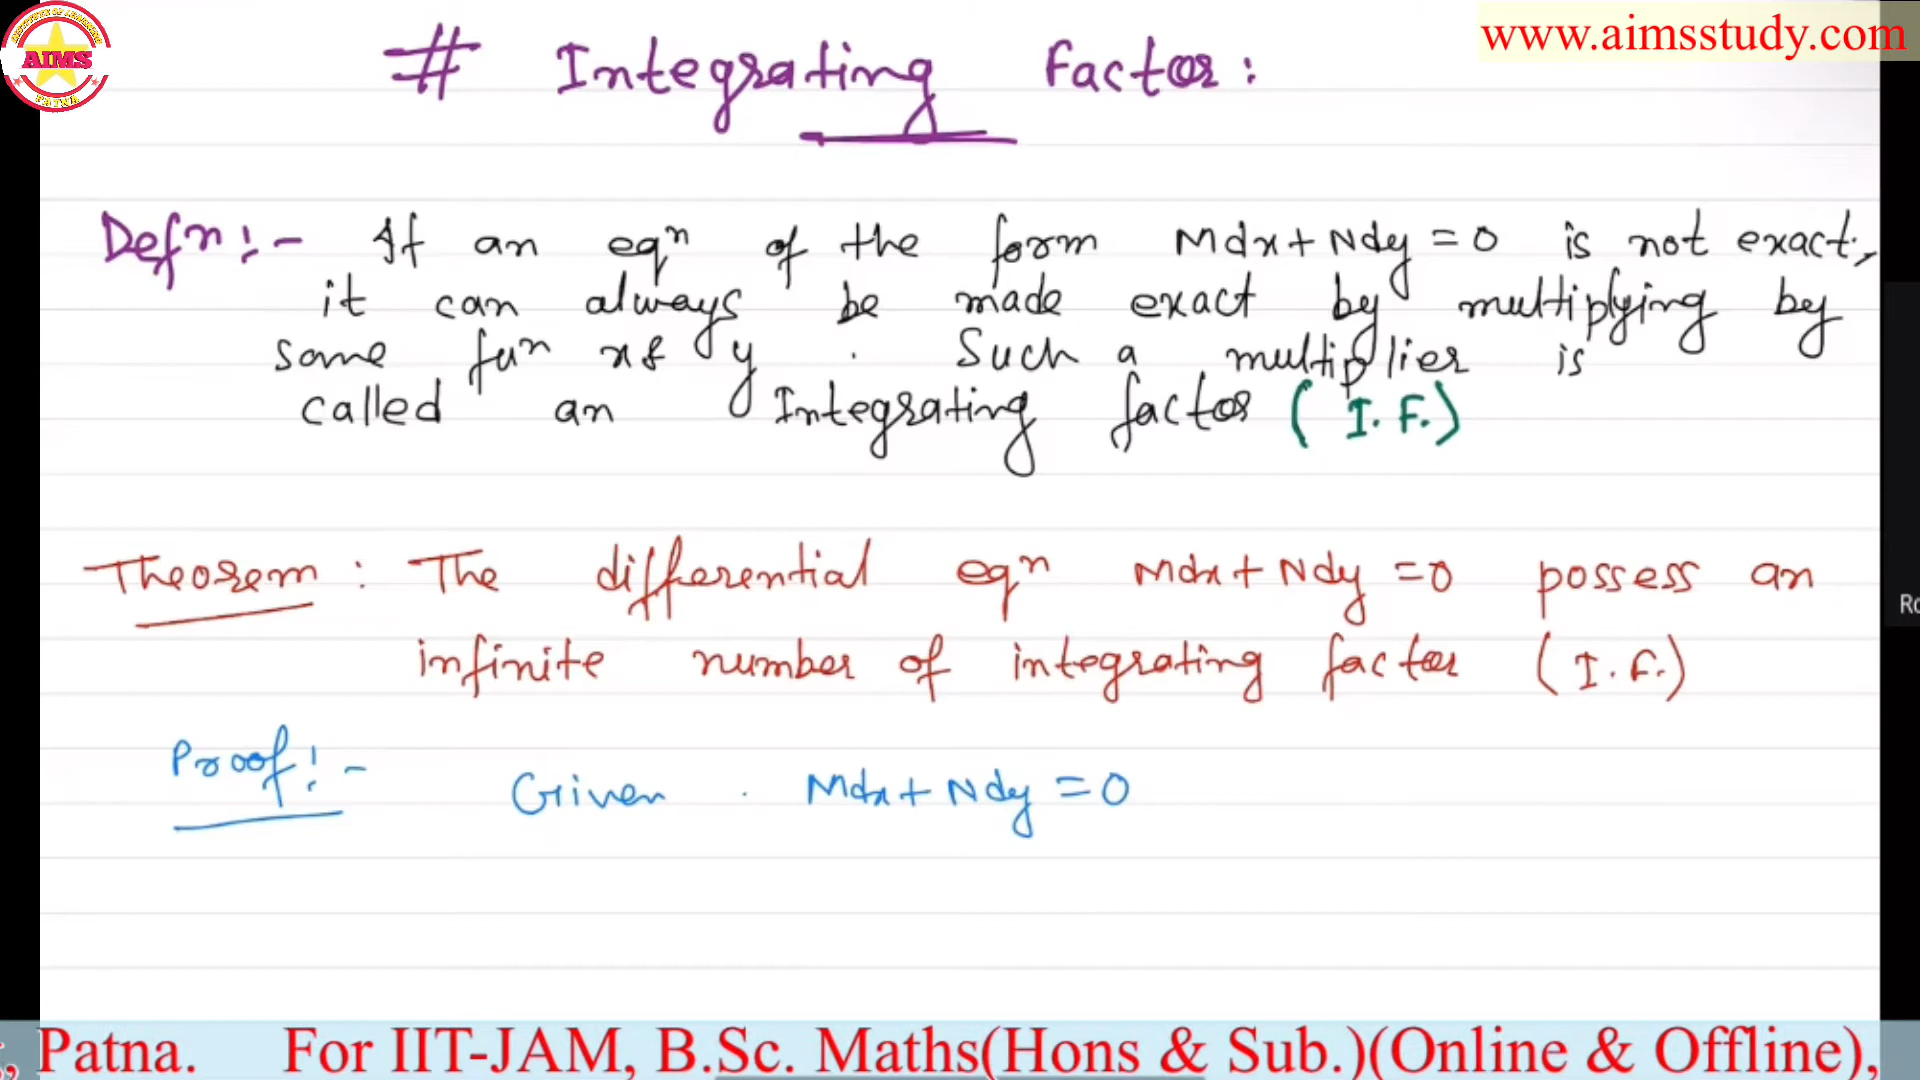 AIMS
PATNA
www.aimsstudy.com
# Integrating Factor:
Defn:- If an eqn of the form Mdx + Ndy = 0 is not exact,
it can always be made exact by multiplying by
some fun x & y. Such a multiplier is
called an Integrating factor (I.F.)
Theorem: The differential eqn Mdx + Ndy = 0 possess an
infinite number of integrating factor (I.F.)
Ro
Proof:- Given Mdx + Ndy = 0
, Patna. For IIT-JAM, B.Sc. Maths(Hons & Sub.)(Online & Offline),